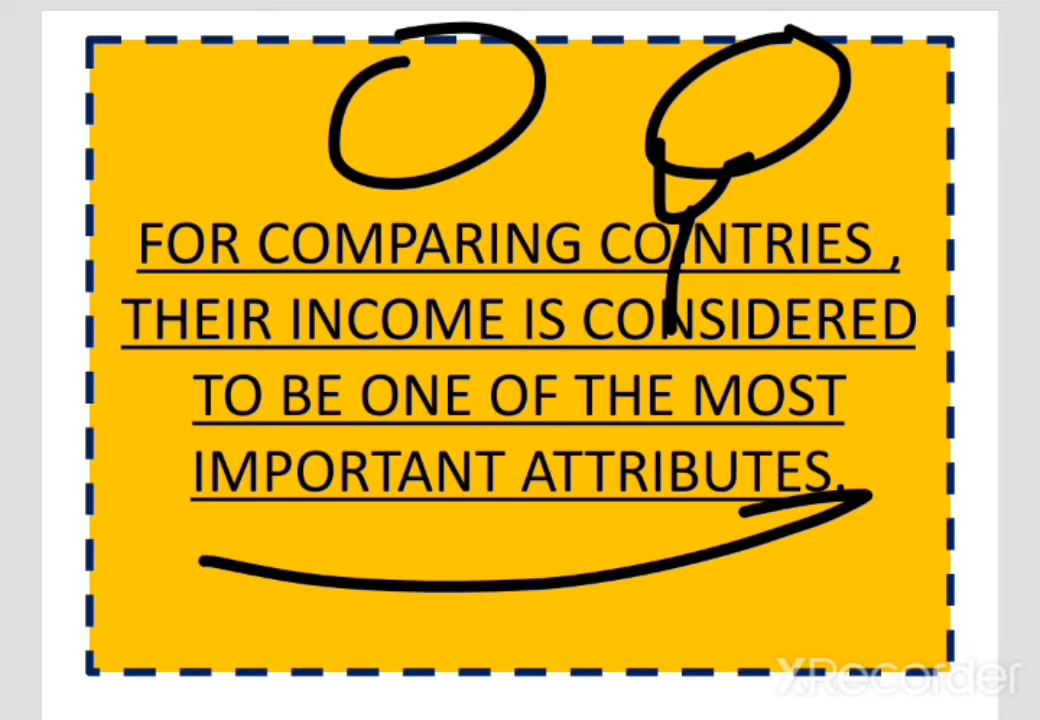 FOR COMPARING COUNTRIES ,
THEIR INCOME IS CONSIDERED
TO BE ONE OF THE MOST
IMPORTANT ATTRIBUTES.
XRecorder